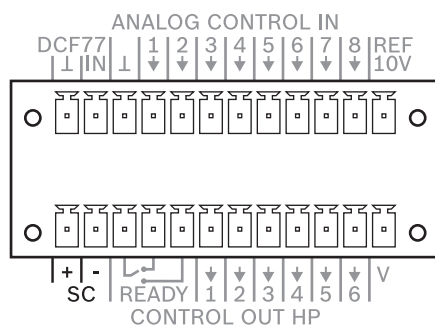 ANALOG CONTROL IN
DCF77 1 2 3 4 5 6 7 8 REF
⊥ IN ⊥ ↓ ↓ ↓ ↓ ↓ ↓ ↓ ↓ 10V
+ - ↓ ↓ ↓ ↓ ↓ ↓ V
SC READY 1 2 3 4 5 6
CONTROL OUT HP